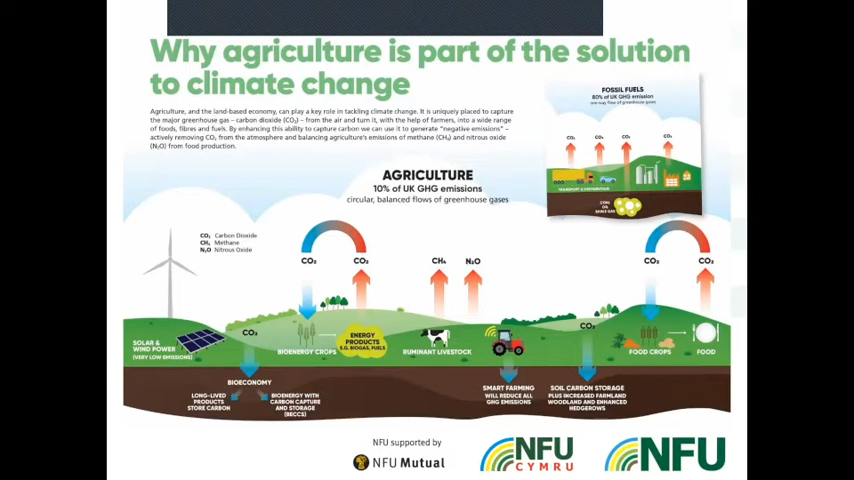 Why agriculture is part of the solution
to climate change
Agriculture, and the land-based economy, can play a key role in tackling climate change. It is uniquely placed to capture
the major greenhouse gas – carbon dioxide (CO₂) – from the air and turn it, with the help of farmers, into a wide range
of foods, fibres and fuels. By enhancing this ability to capture carbon we can use it to generate "negative emissions" –
actively removing CO₂ from the atmosphere and balancing agriculture's emissions of methane (CH₄) and nitrous oxide
(N₂O) from food production.
FOSSIL FUELS
80% of UK GHG emission
one-way flow of greenhouse gases
CO₂ CO₂ CO₂ CO₂
TRANSPORT & DISTRIBUTION
COAL
OIL
SHALE GAS
AGRICULTURE
10% of UK GHG emissions
circular, balanced flows of greenhouse gases
CO₂ Carbon Dioxide
CH₄ Methane
N₂O Nitrous Oxide
CO₂ CO₂ CH₄ N₂O CO₂ CO₂
CO₂ CO₂
SOLAR &
WIND POWER
(VERY LOW EMISSIONS)
BIOENERGY CROPS
ENERGY
PRODUCTS
E.G. BIOGAS, FUELS
RUMINANT LIVESTOCK
FOOD CROPS
FOOD
BIOECONOMY
LONG-LIVED
PRODUCTS
STORE CARBON
BIOENERGY WITH
CARBON CAPTURE
AND STORAGE
(BECCS)
SMART FARMING
WILL REDUCE ALL
GHG EMISSIONS
SOIL CARBON STORAGE
PLUS INCREASED FARMLAND
WOODLAND AND ENHANCED
HEDGEROWS
NFU supported by
NFU Mutual
NFU
CYMRU
NFU